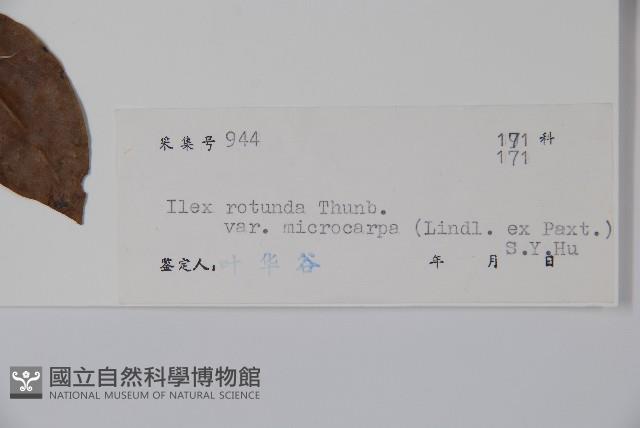 采集号 944 171 科
171
Ilex rotunda Thunb.
var. microcarpa (Lindl. ex Paxt.)
S.Y.Hu
鉴定人: 叶华谷 年 月 日
國立自然科學博物館
NATIONAL MUSEUM OF NATURAL SCIENCE